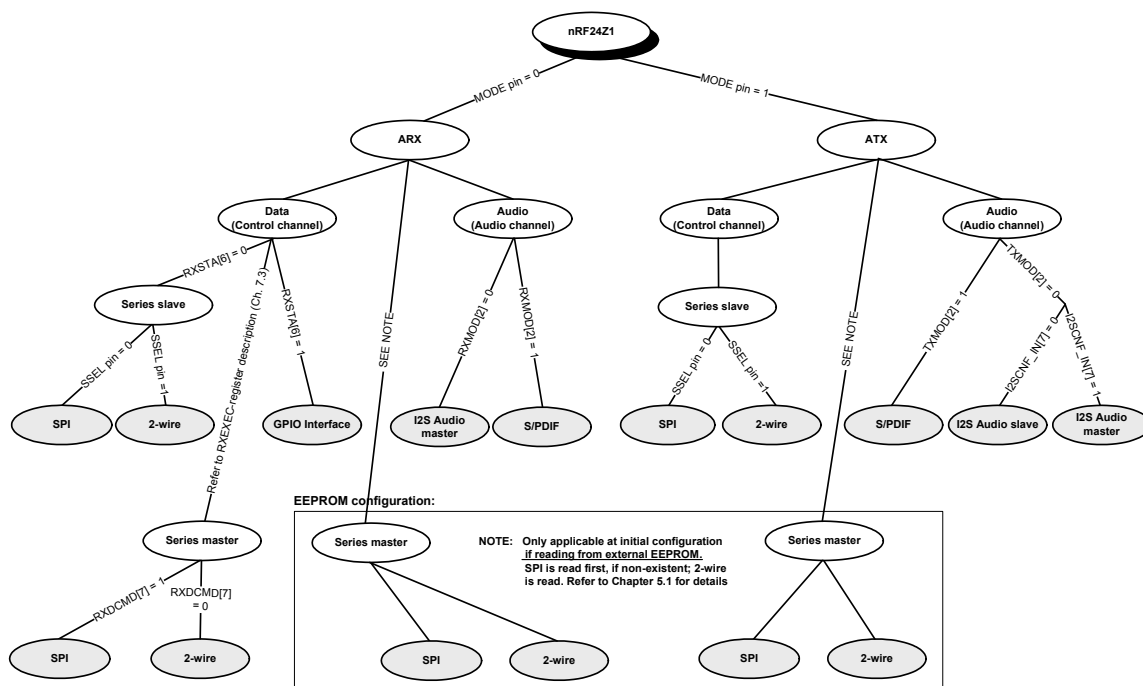 nRF24Z1
MODE pin = 0
MODE pin = 1
ARX
ATX
Data
(Control channel)
Audio
(Audio channel)
Data
(Control channel)
Audio
(Audio channel)
RXSTA[6] = 0
Refer to RXEXEC-register description (Ch. 7.3)
RXSTA[6] = 1
SEE NOTE
RXMOD[2] = 0
RXMOD[2] = 1
SEE NOTE
TXMOD[2] = 1
TXMOD[2] = 0
I2SCNF_IN[7] = 0
I2SCNF_IN[7] = 1
Series slave
Series slave
SSEL pin = 0
SSEL pin =1
SSEL pin = 0
SSEL pin =1
SPI
2-wire
GPIO Interface
I2S Audio
master
S/PDIF
SPI
2-wire
S/PDIF
I2S Audio slave
I2S Audio
master
EEPROM configuration:
Series master
Series master
NOTE: Only applicable at initial configuration
if reading from external EEPROM.
SPI is read first, if non-existent; 2-wire
is read. Refer to Chapter 5.1 for details
Series master
RXDCMD[7] = 1
RXDCMD[7]
= 0
SPI
2-wire
SPI
2-wire
SPI
2-wire